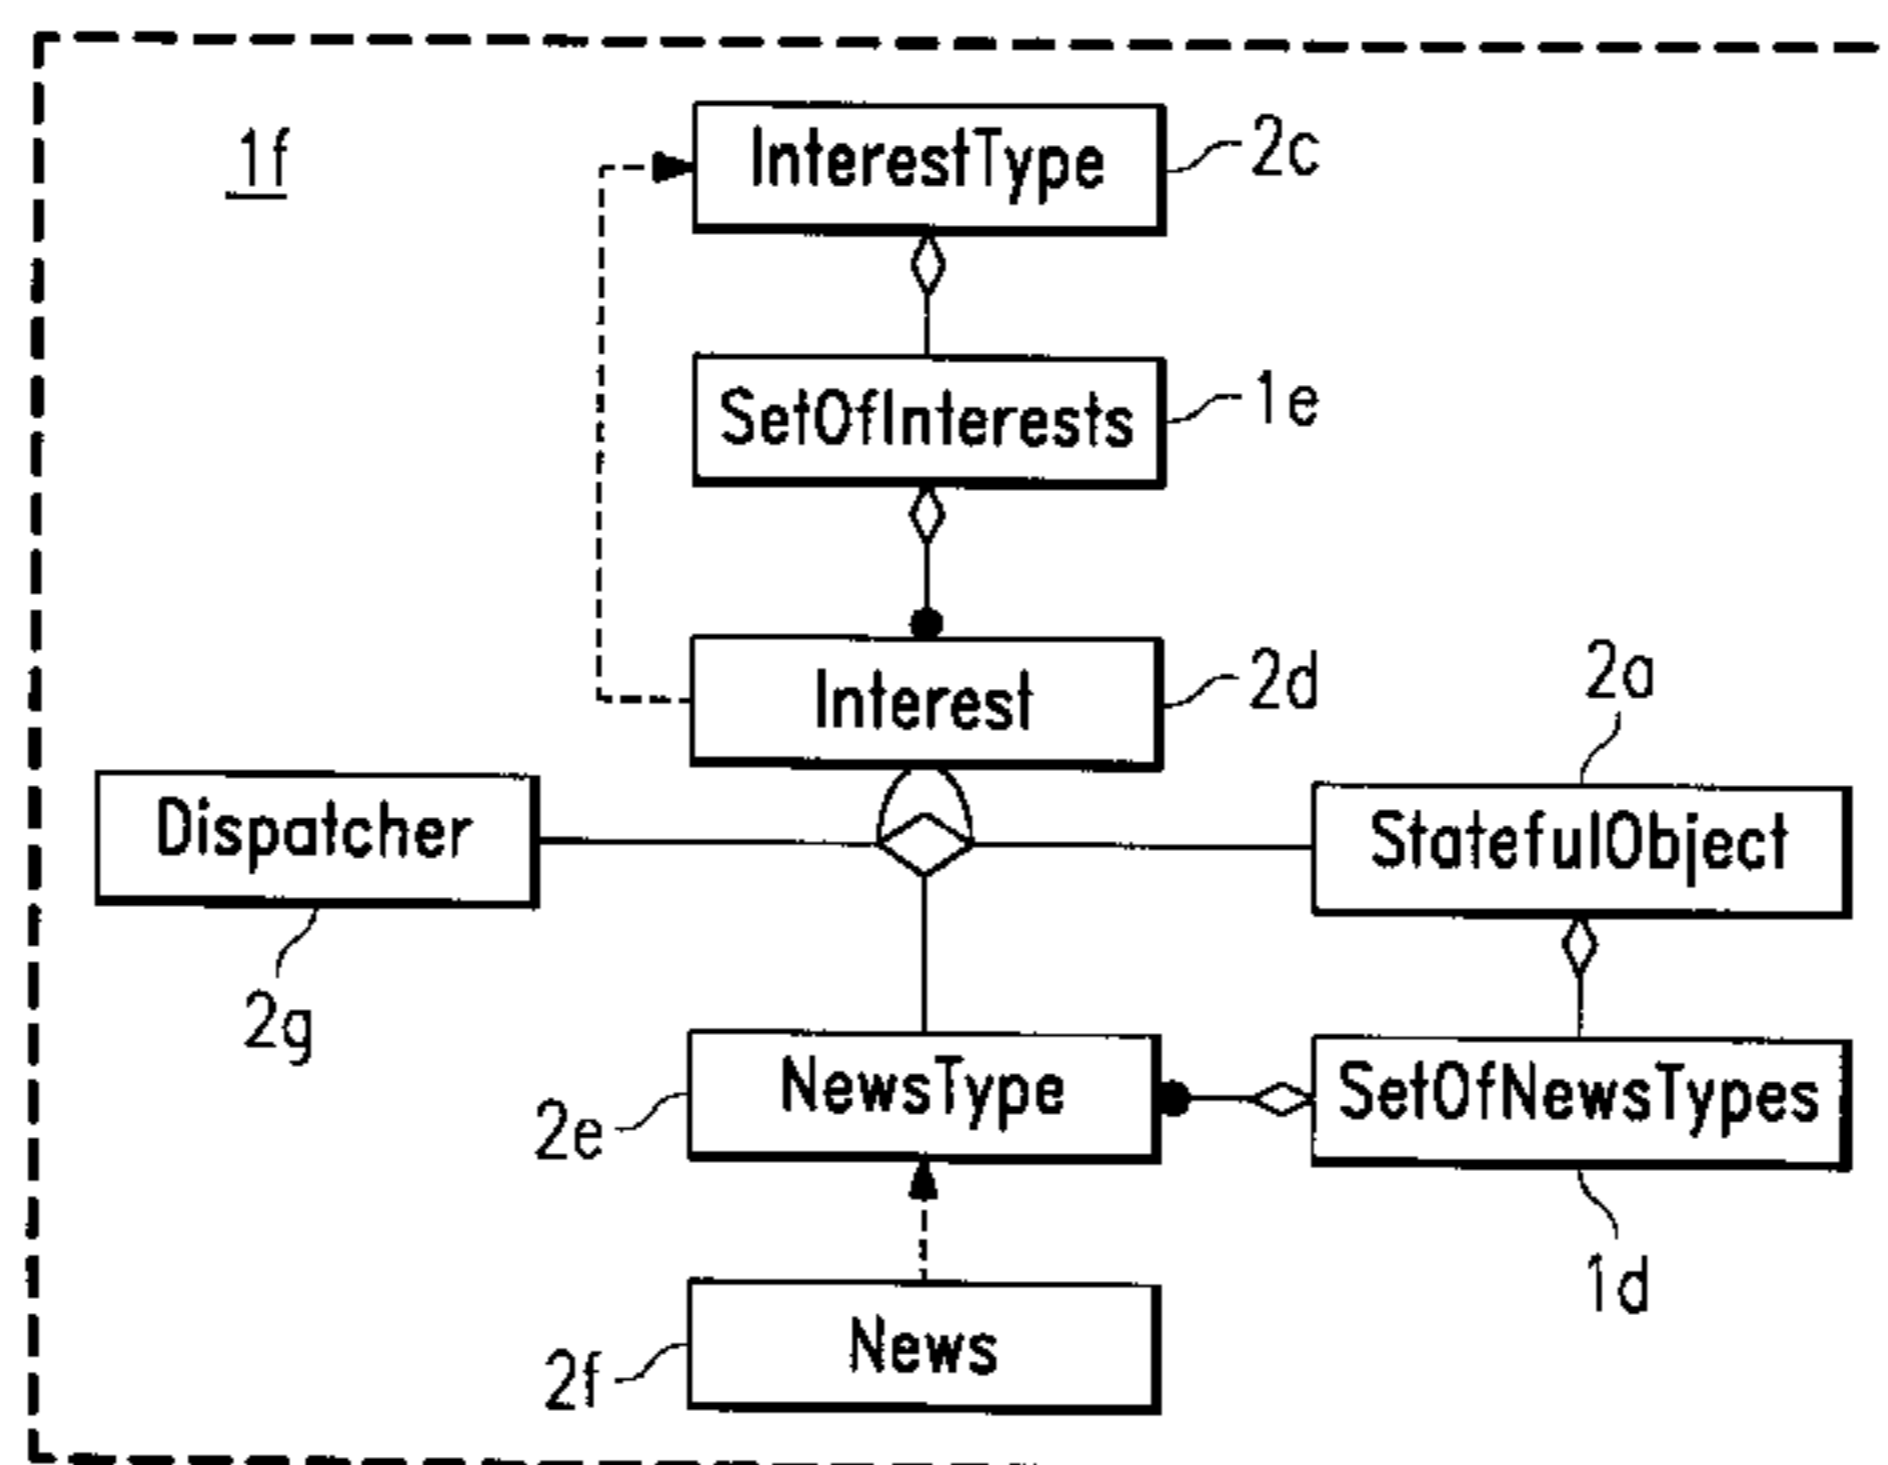 1f
InterestType
2c
SetOfInterests
1e
Interest
2d
2a
Dispatcher
StatefulObject
2g
NewsType
SetOfNewsTypes
2e
1d
News
2f